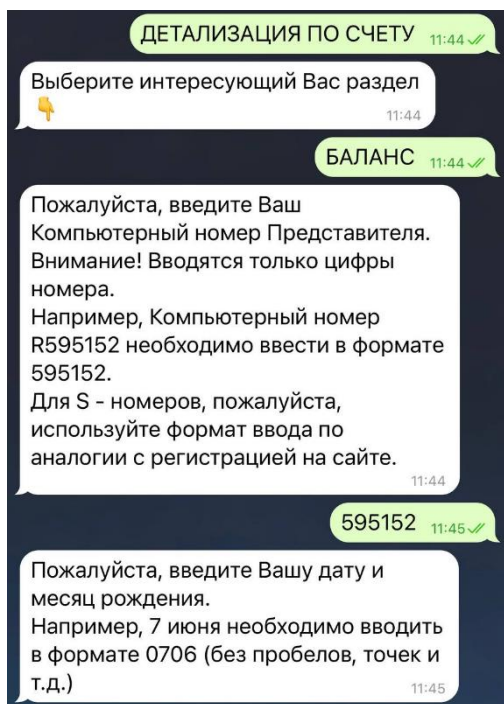 ДЕТАЛИЗАЦИЯ ПО СЧЕТУ 11:44
Выберите интересующий Вас раздел
👇 11:44
БАЛАНС 11:44
Пожалуйста, введите Ваш
Компьютерный номер Представителя.
Внимание! Вводятся только цифры
номера.
Например, Компьютерный номер
R595152 необходимо ввести в формате
595152.
Для S - номеров, пожалуйста,
используйте формат ввода по
аналогии с регистрацией на сайте.
11:44
595152 11:45
Пожалуйста, введите Вашу дату и
месяц рождения.
Например, 7 июня необходимо вводить
в формате 0706 (без пробелов, точек и
т.д.) 11:45